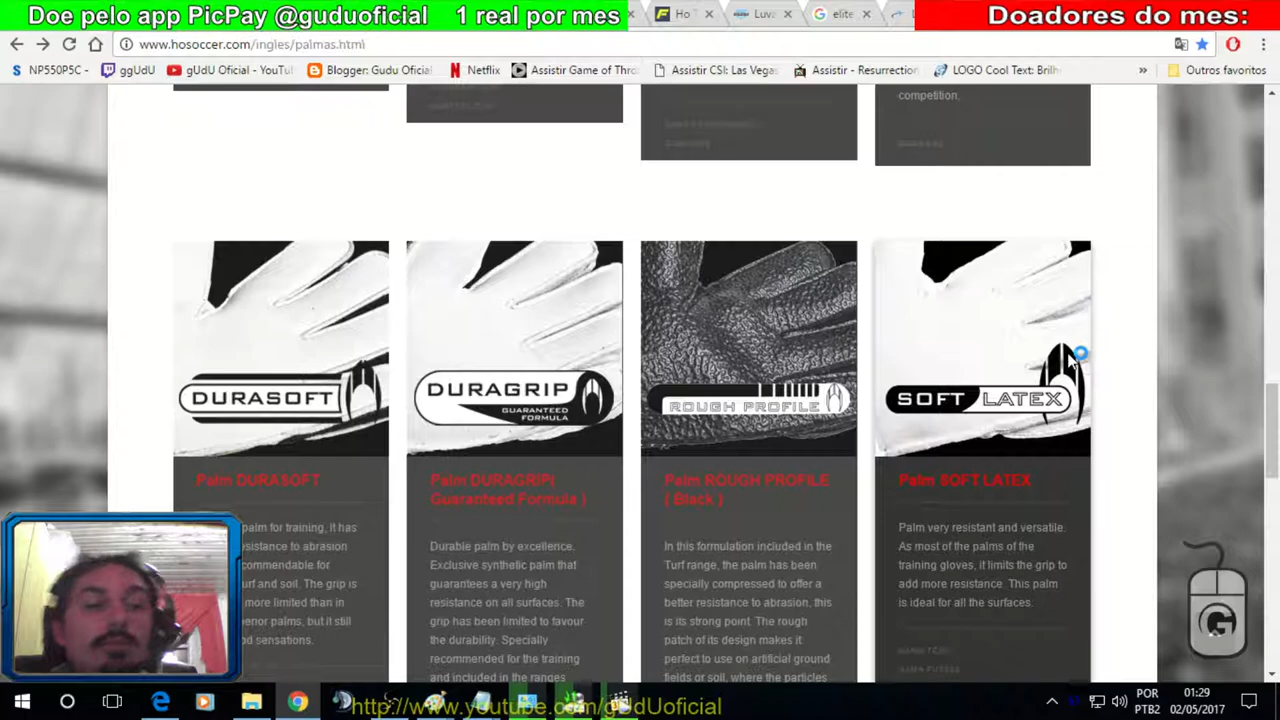 Doe pelo app PicPay @guduoficial 1 real por mes
Doadores do mes:
Ho T
Luv
elite
www.hosoccer.com/ingles/palmas.html
NP550P5C -
ggUdU
gUdU Oficial - YouTu
Blogger: Gudu Oficial
Netflix
Assistir Game of Thro
Assistir CSI: Las Vegas
Assistir - Resurrection
LOGO Cool Text: Brilh
»
Outros favoritos
competition.
DURASOFT
DURAGRIP
GUARANTEED
FORMULA
ROUGH PROFILE
SOFT LATEX
Palm DURASOFT
Palm DURAGRIP(
Guaranteed Formula )
Palm ROUGH PROFILE
( Black )
Palm SOFT LATEX
palm for training, it has
resistance to abrasion
The grip is
more limited than in
but it still
sensations.
Durable palm by excellence.
Exclusive synthetic palm that
guarantees a very high
resistance on all surfaces. The
grip has been limited to favour
the durability. Specially
recommended for the training
and included in the ranges
In this formulation included in the
Turf range, the palm has been
specially compressed to offer a
better resistance to abrasion, this
is its strong point. The rough
patch of its design makes it
perfect to use on artificial ground
fields or soil, where the particles
Palm very resistant and versatile.
As most of the palms of the
training gloves, it limits the grip to
add more resistance. This palm
is ideal for all the surfaces.
G
http://www.youtube.com/gUdUoficial
POR
PTB2
01:29
02/05/2017